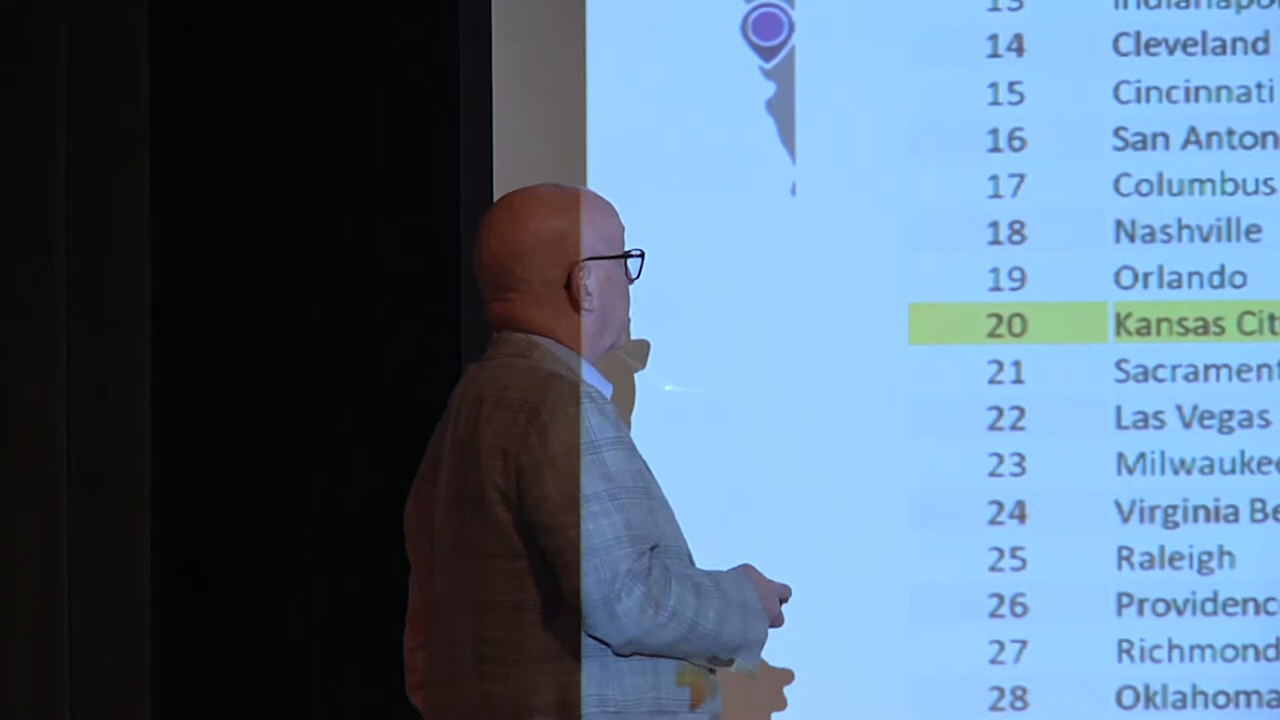 14 Cleveland
15 Cincinnati
16 San Anton
17 Columbus
18 Nashville
19 Orlando
20 Kansas Cit
21 Sacrament
22 Las Vegas
23 Milwaukee
24 Virginia Be
25 Raleigh
26 Providenc
27 Richmond
28 Oklahoma